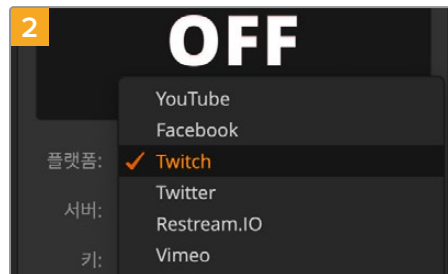 2
OFF
YouTube
Facebook
플랫폼: ✓ Twitch
Twitter
서버:
Restream.IO
키: Vimeo